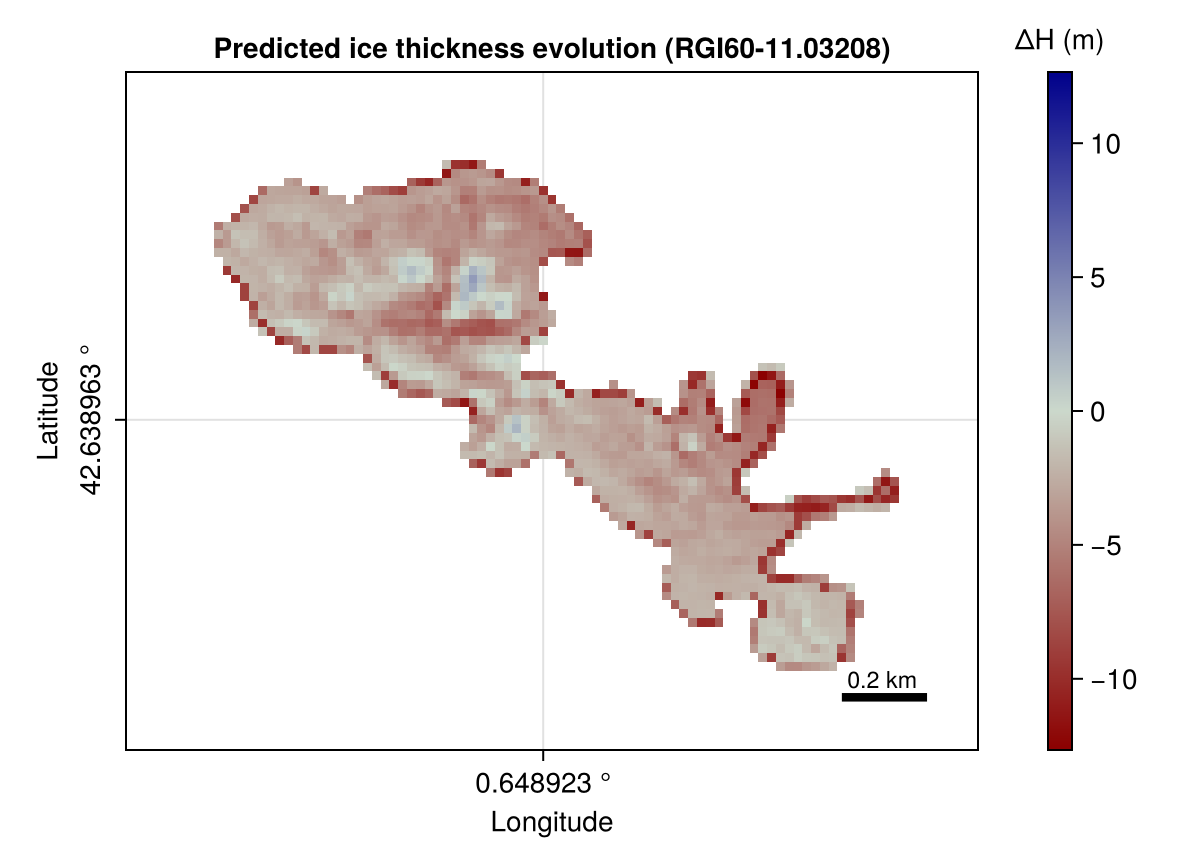 Predicted ice thickness evolution (RGI60-11.03208)
ΔH (m)
10
5
0
−5
−10
Latitude
42.638963 °
0.2 km
0.648923 °
Longitude